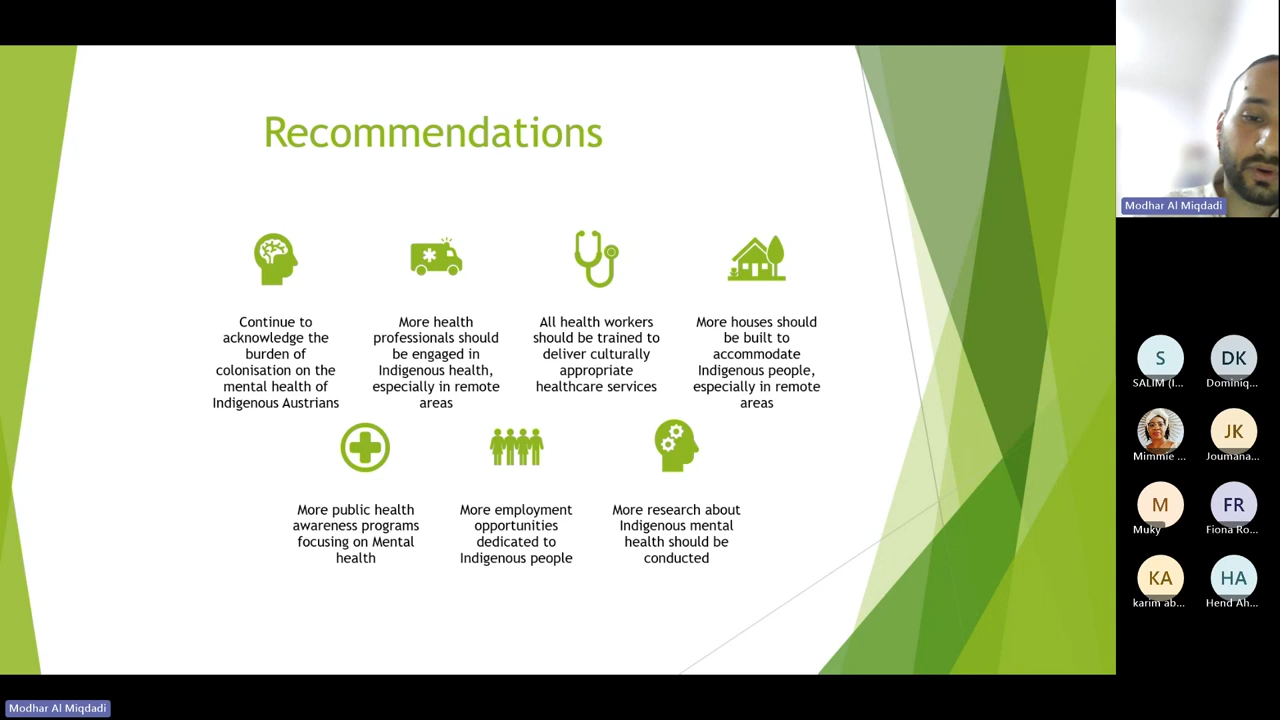 Recommendations
Continue to
acknowledge the
burden of
colonisation on the
mental health of
Indigenous Austrians
More health
professionals should
be engaged in
Indigenous health,
especially in remote
areas
All health workers
should be trained to
deliver culturally
appropriate
healthcare services
More houses should
be built to
accommodate
Indigenous people,
especially in remote
areas
More public health
awareness programs
focusing on Mental
health
More employment
opportunities
dedicated to
Indigenous people
More research about
Indigenous mental
health should be
conducted
Modhar Al Miqdadi
S
SALIM (I...
DK
Dominiq...
Mimmie ...
JK
Joumana...
M
Muky
FR
Fiona Ro...
KA
karim ab...
HA
Hend Ah...
Modhar Al Miqdadi